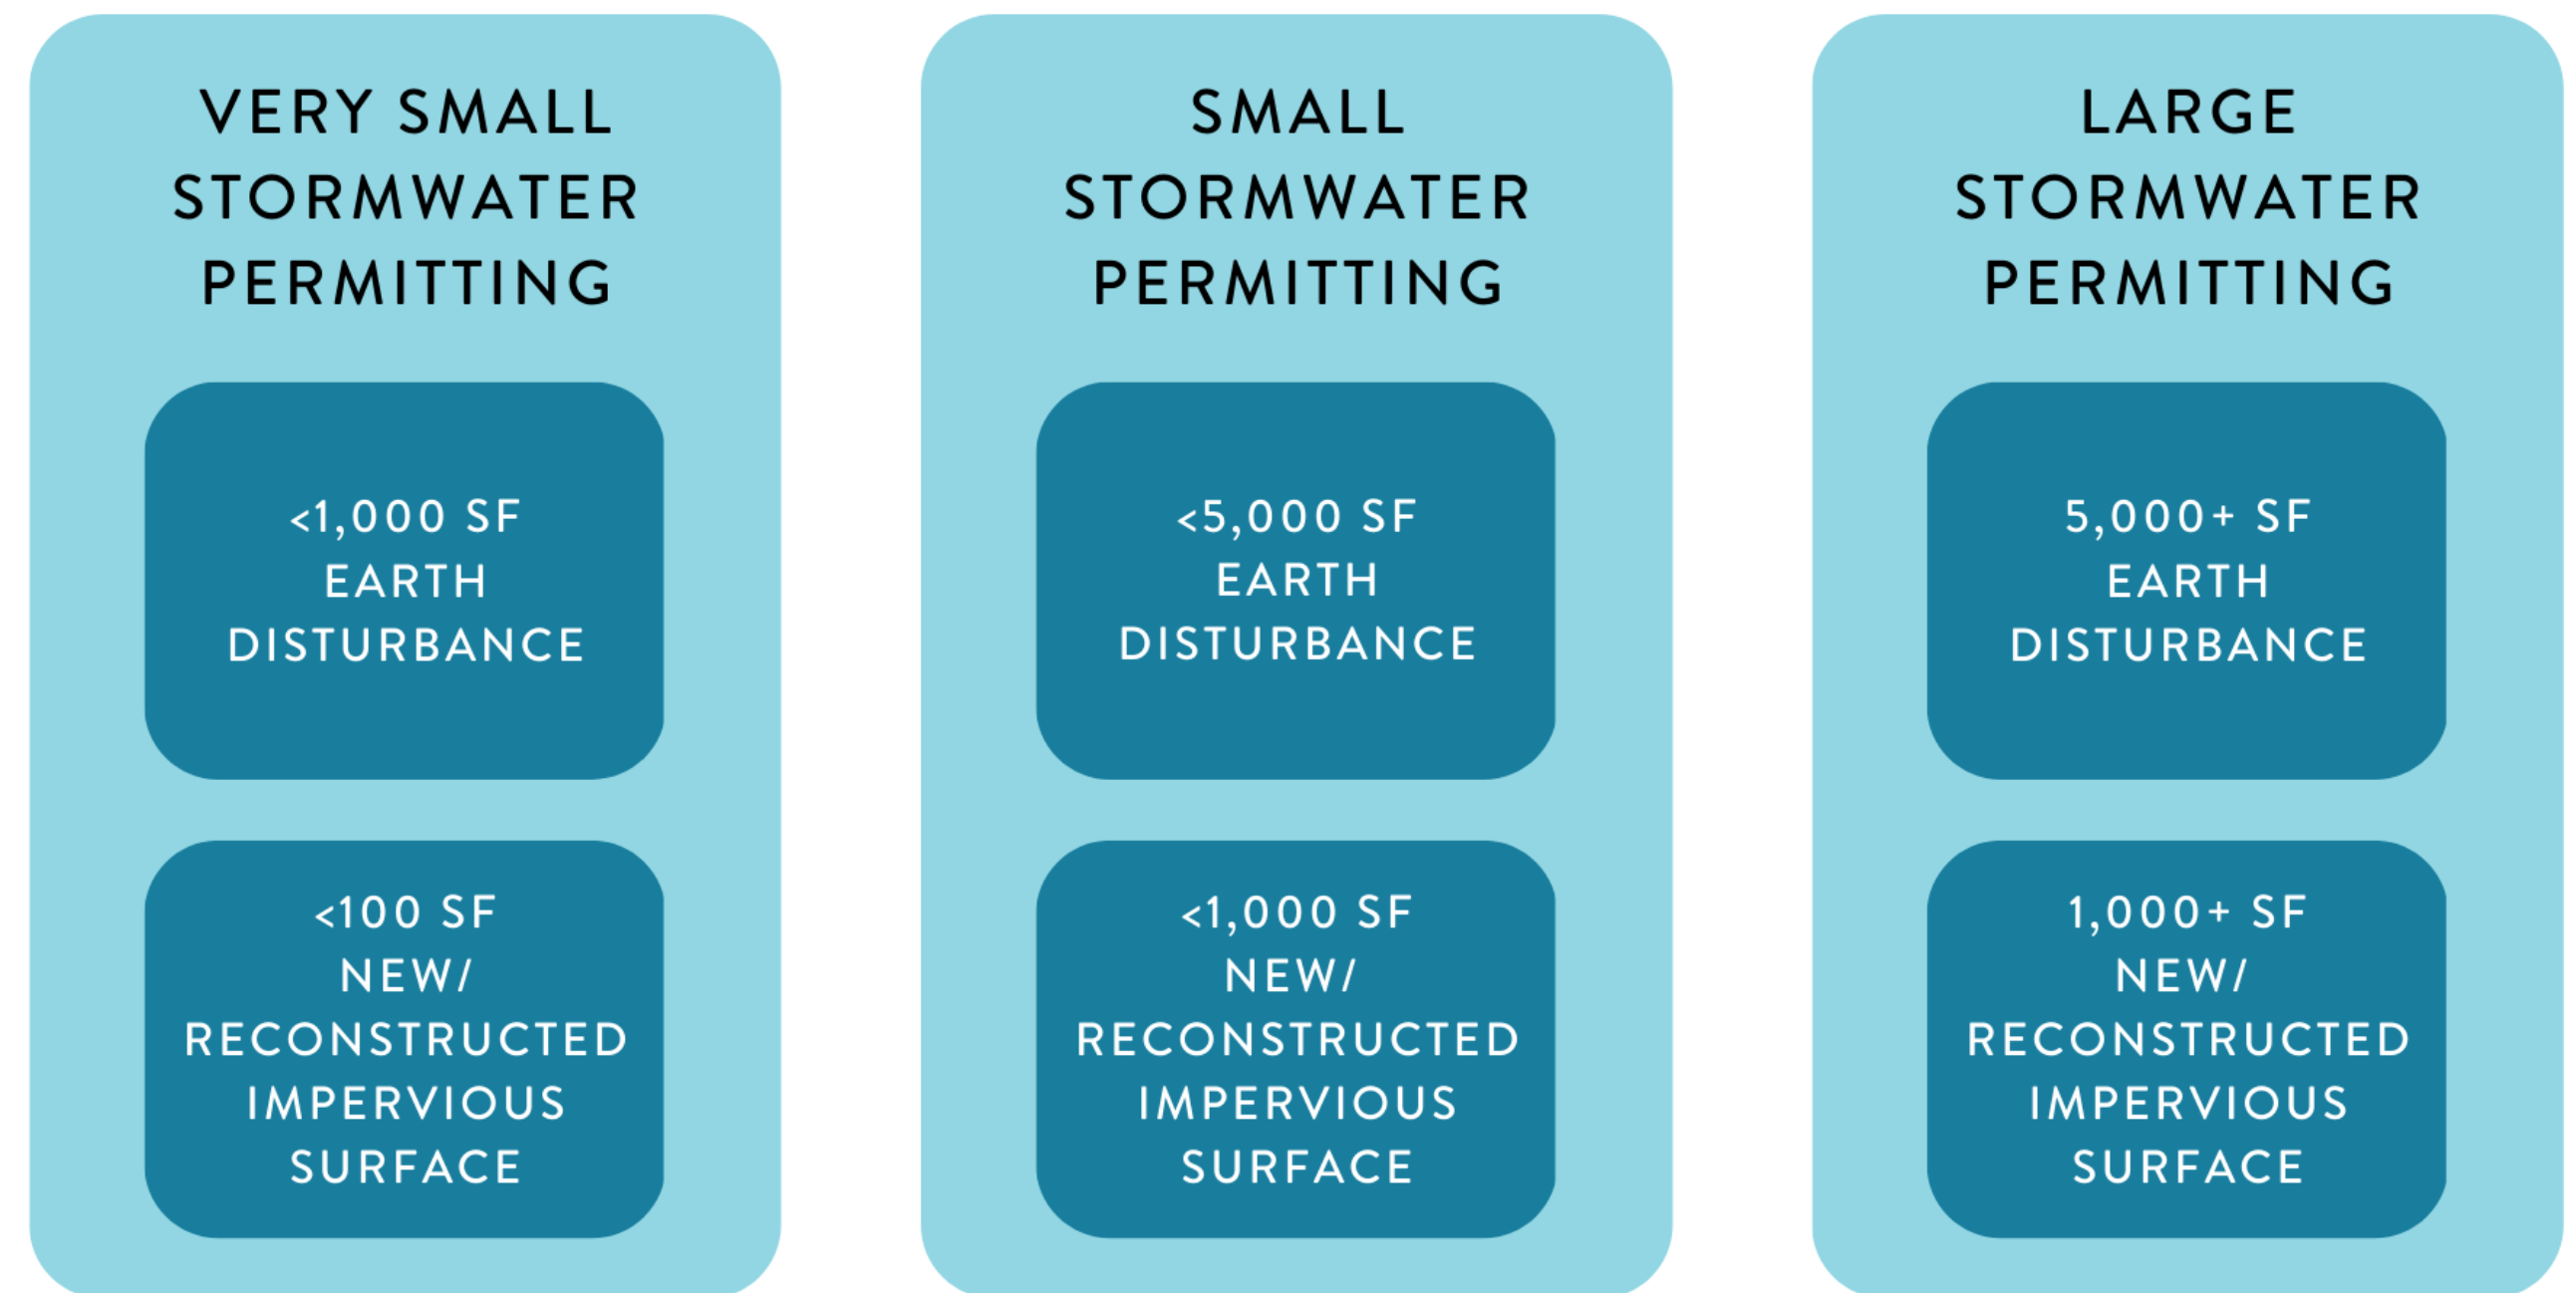 VERY SMALL
STORMWATER
PERMITTING
<1,000 SF
EARTH
DISTURBANCE
<100 SF
NEW/
RECONSTRUCTED
IMPERVIOUS
SURFACE
SMALL
STORMWATER
PERMITTING
<5,000 SF
EARTH
DISTURBANCE
<1,000 SF
NEW/
RECONSTRUCTED
IMPERVIOUS
SURFACE
LARGE
STORMWATER
PERMITTING
5,000+ SF
EARTH
DISTURBANCE
1,000+ SF
NEW/
RECONSTRUCTED
IMPERVIOUS
SURFACE